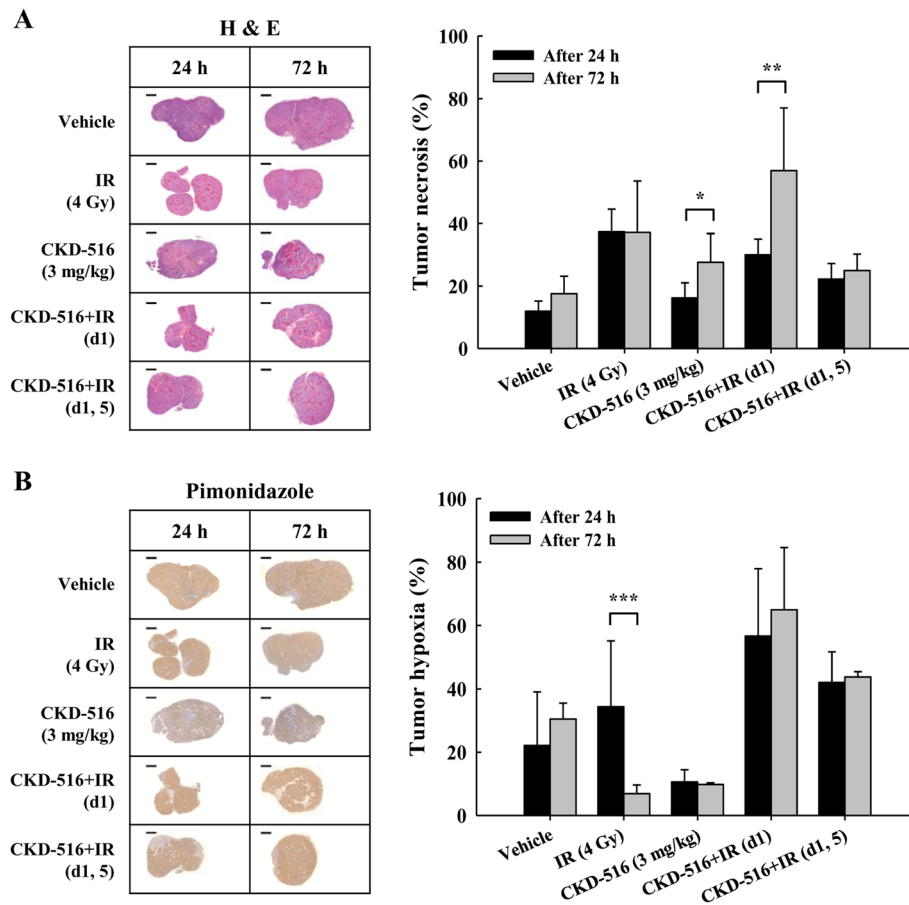 A
H & E
24 h 72 h
Vehicle
IR
(4 Gy)
CKD-516
(3 mg/kg)
CKD-516+IR
(d1)
CKD-516+IR
(d1, 5)
After 24 h
After 72 h
Tumor necrosis (%)
100
80
60
40
20
0
*
**
Vehicle
IR (4 Gy)
CKD-516 (3 mg/kg)
CKD-516+IR (d1)
CKD-516+IR (d1, 5)
B
Pimonidazole
24 h 72 h
Vehicle
IR
(4 Gy)
CKD-516
(3 mg/kg)
CKD-516+IR
(d1)
CKD-516+IR
(d1, 5)
After 24 h
After 72 h
Tumor hypoxia (%)
100
80
60
40
20
0
***
Vehicle
IR (4 Gy)
CKD-516 (3 mg/kg)
CKD-516+IR (d1)
CKD-516+IR (d1, 5)